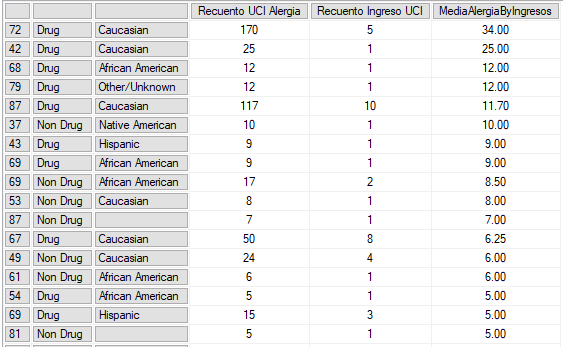 Recuento UCI Alergia Recuento Ingreso UCI MediaAlergiaByIngresos
72 Drug Caucasian 170 5 34.00
42 Drug Caucasian 25 1 25.00
68 Drug African American 12 1 12.00
79 Drug Other/Unknown 12 1 12.00
87 Drug Caucasian 117 10 11.70
37 Non Drug Native American 10 1 10.00
43 Drug Hispanic 9 1 9.00
69 Drug African American 9 1 9.00
69 Non Drug African American 17 2 8.50
53 Non Drug Caucasian 8 1 8.00
87 Non Drug 7 1 7.00
67 Drug Caucasian 50 8 6.25
49 Non Drug Caucasian 24 4 6.00
61 Non Drug African American 6 1 6.00
54 Drug African American 5 1 5.00
69 Drug Hispanic 15 3 5.00
81 Non Drug 5 1 5.00